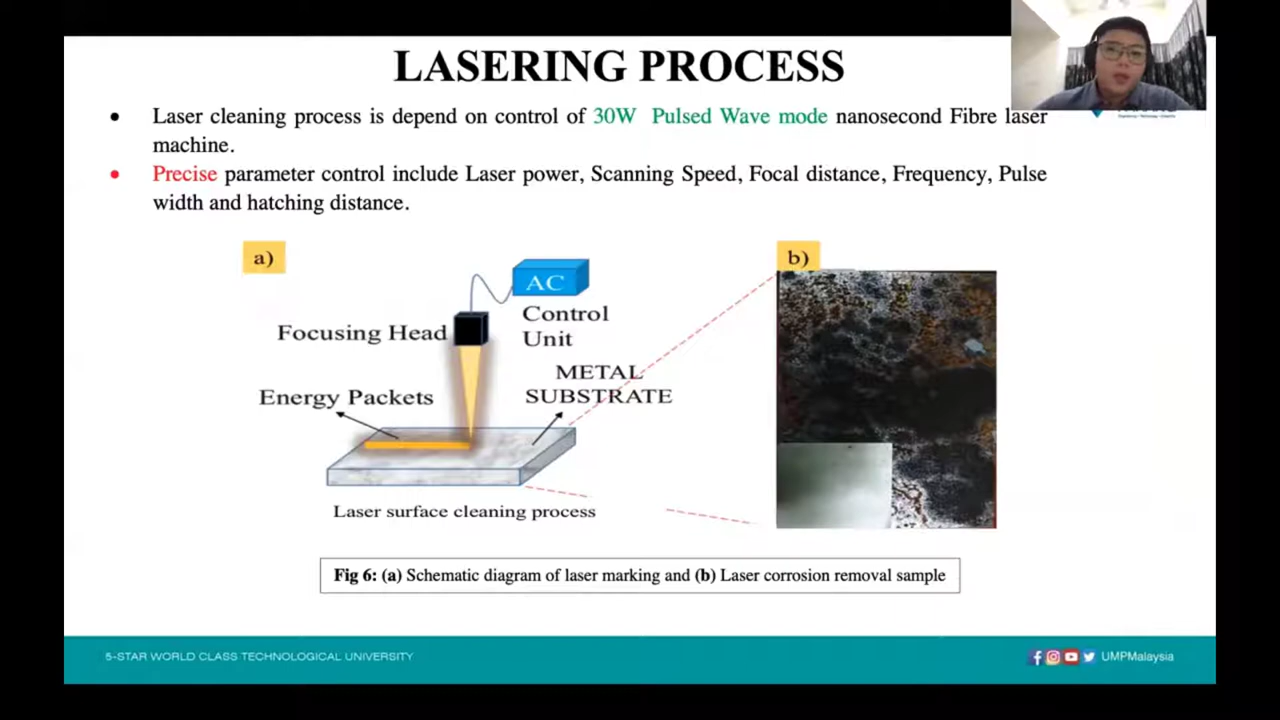 LASERING PROCESS
• Laser cleaning process is depend on control of 30W Pulsed Wave mode nanosecond Fibre laser
machine.
• Precise parameter control include Laser power, Scanning Speed, Focal distance, Frequency, Pulse
width and hatching distance.
a)
b)
AC
Control
Unit
Focusing Head
METAL
SUBSTRATE
Energy Packets
Laser surface cleaning process
Fig 6: (a) Schematic diagram of laser marking and (b) Laser corrosion removal sample
5-STAR WORLD CLASS TECHNOLOGICAL UNIVERSITY
UMPMalaysia